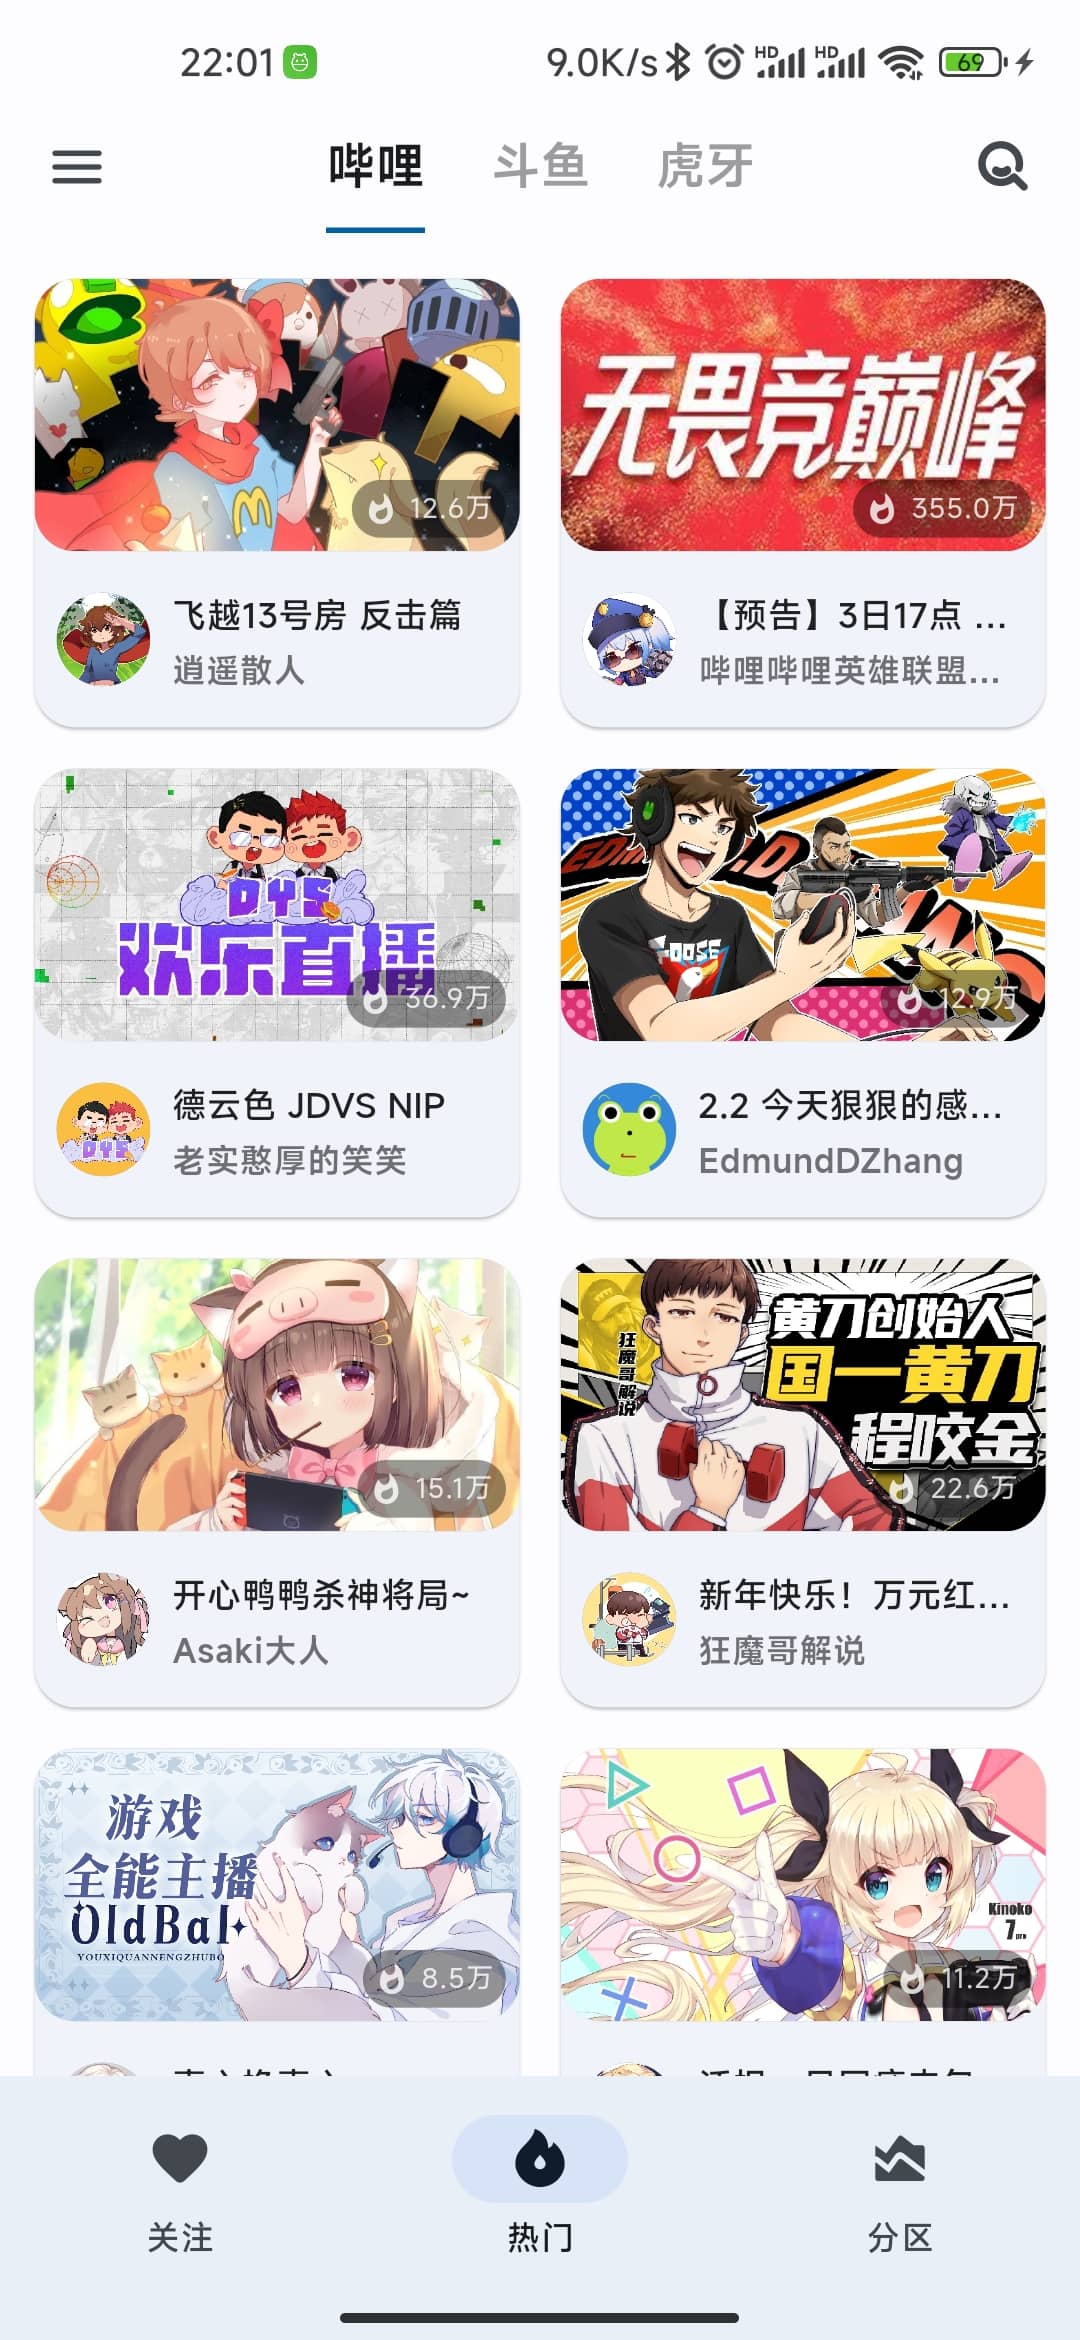 22:01
9.0K/s
HD
HD
69
哔哩
斗鱼
虎牙
12.6万
无畏竞巅峰
355.0万
飞越13号房 反击篇
逍遥散人
【预告】3日17点 ...
哔哩哔哩英雄联盟...
DYS
欢乐直播
36.9万
GOOSE
12.9万
德云色 JDVS NIP
老实憨厚的笑笑
DYS
2.2 今天狠狠的感...
EdmundDZhang
15.1万
狂魔哥解说
黄刀创始人
国一黄刀
程咬金
22.6万
开心鸭鸭杀神将局~
Asaki大人
新年快乐！万元红...
狂魔哥解说
游戏
全能主播
OldBa
YOUXIQUANNENGZHUBO
8.5万
Kinoko
7pro
11.2万
关注
热门
分区